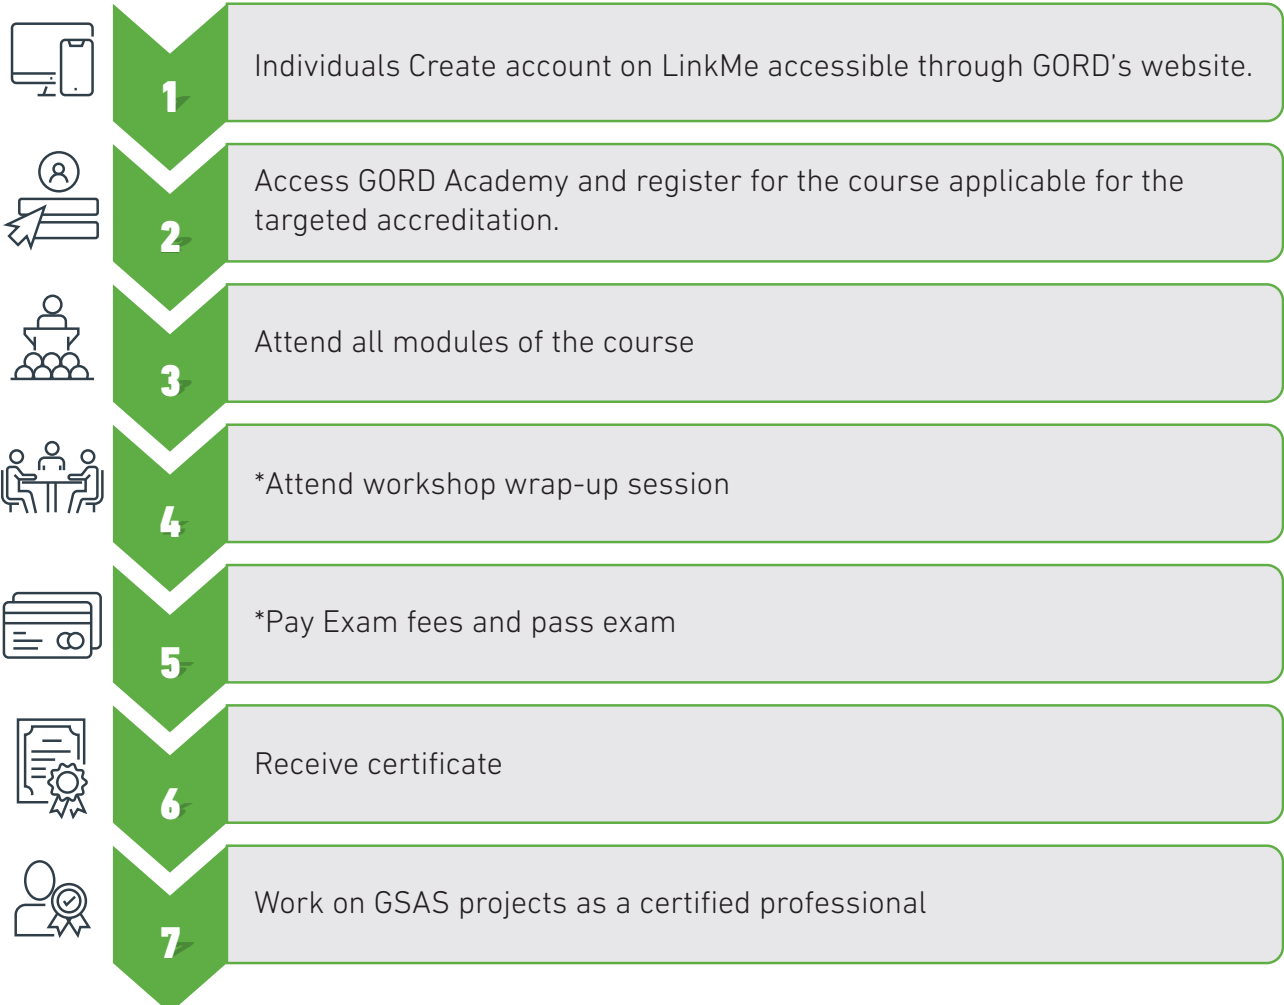 1
Individuals Create account on LinkMe accessible through GORD’s website.
2
Access GORD Academy and register for the course applicable for the
targeted accreditation.
3
Attend all modules of the course
4
*Attend workshop wrap-up session
5
*Pay Exam fees and pass exam
6
Receive certificate
7
Work on GSAS projects as a certified professional